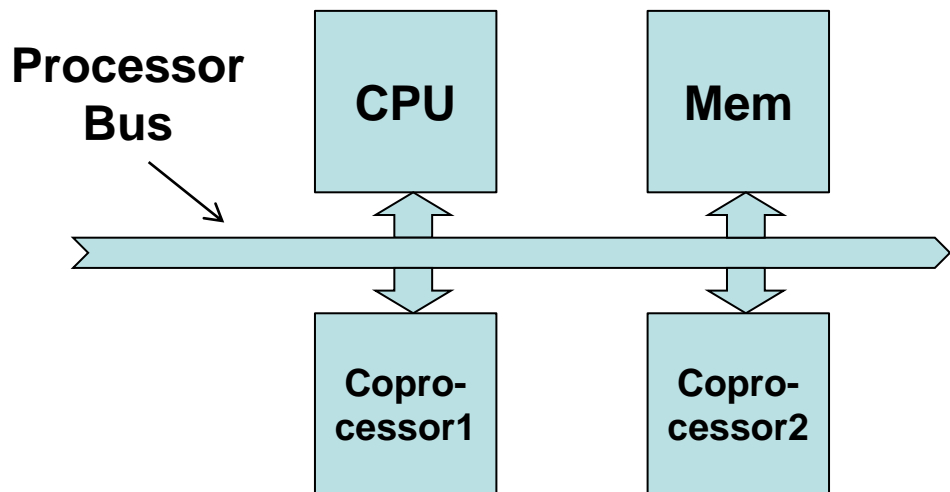 Processor
Bus
CPU
Mem
Copro-
cessor1
Copro-
cessor2